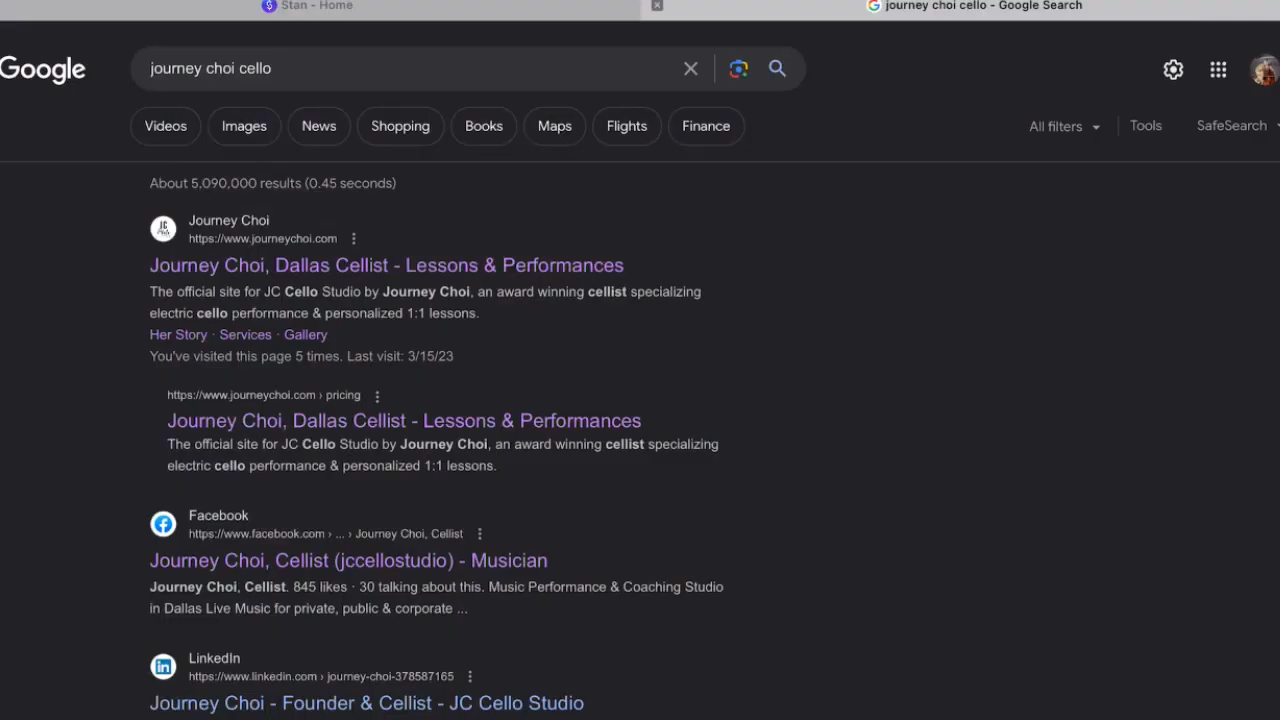 Stan - Home
journey choi cello - Google Search
Google
journey choi cello
Videos
Images
News
Shopping
Books
Maps
Flights
Finance
All filters
Tools
SafeSearch
About 5,090,000 results (0.45 seconds)
Journey Choi
https://www.journeychoi.com
Journey Choi, Dallas Cellist - Lessons & Performances
The official site for JC Cello Studio by Journey Choi, an award winning cellist specializing
electric cello performance & personalized 1:1 lessons.
Her Story · Services · Gallery
You've visited this page 5 times. Last visit: 3/15/23
https://www.journeychoi.com › pricing
Journey Choi, Dallas Cellist - Lessons & Performances
The official site for JC Cello Studio by Journey Choi, an award winning cellist specializing
electric cello performance & personalized 1:1 lessons.
Facebook
https://www.facebook.com › ... › Journey Choi, Cellist
Journey Choi, Cellist (jccellostudio) - Musician
Journey Choi, Cellist. 845 likes · 30 talking about this. Music Performance & Coaching Studio
in Dallas Live Music for private, public & corporate ...
LinkedIn
https://www.linkedin.com › journey-choi-378587165
Journey Choi - Founder & Cellist - JC Cello Studio